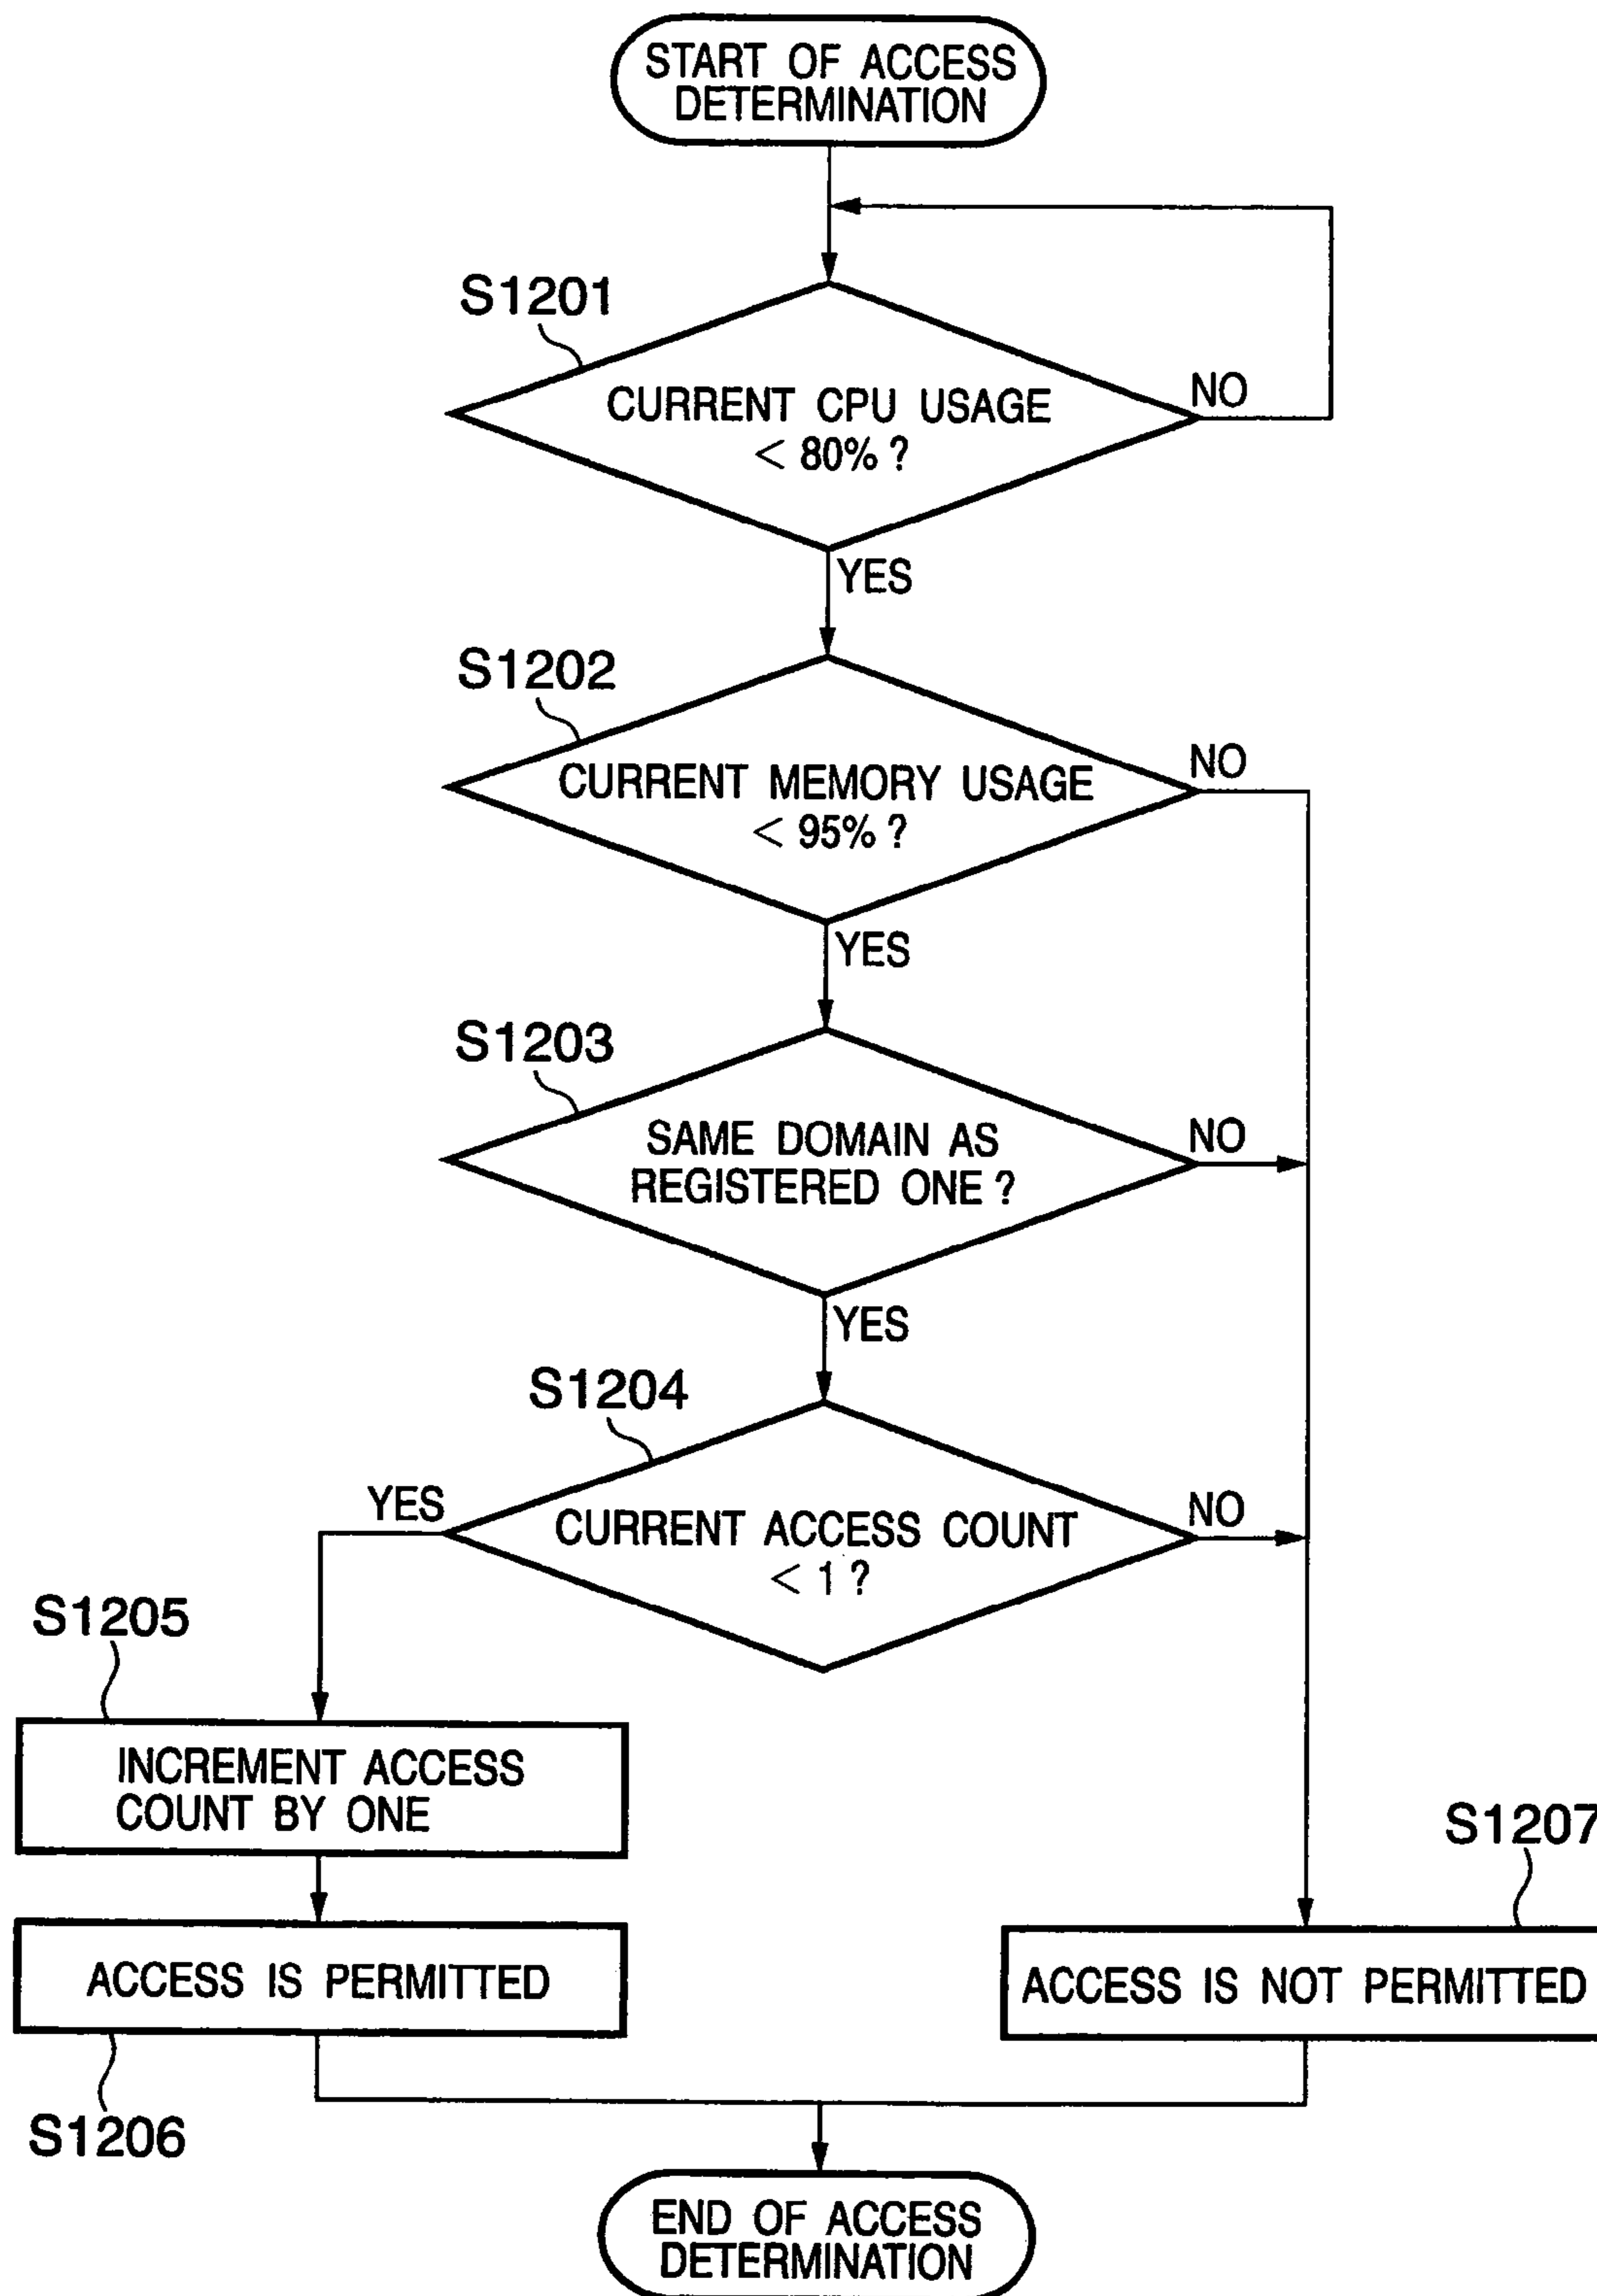 START OF ACCESS
DETERMINATION
S1201
CURRENT CPU USAGE
< 80% ?
NO
YES
S1202
CURRENT MEMORY USAGE
< 95% ?
NO
YES
S1203
SAME DOMAIN AS
REGISTERED ONE ?
NO
YES
S1204
CURRENT ACCESS COUNT
< 1 ?
YES
NO
S1205
INCREMENT ACCESS
COUNT BY ONE
S1207
ACCESS IS PERMITTED
ACCESS IS NOT PERMITTED
S1206
END OF ACCESS
DETERMINATION